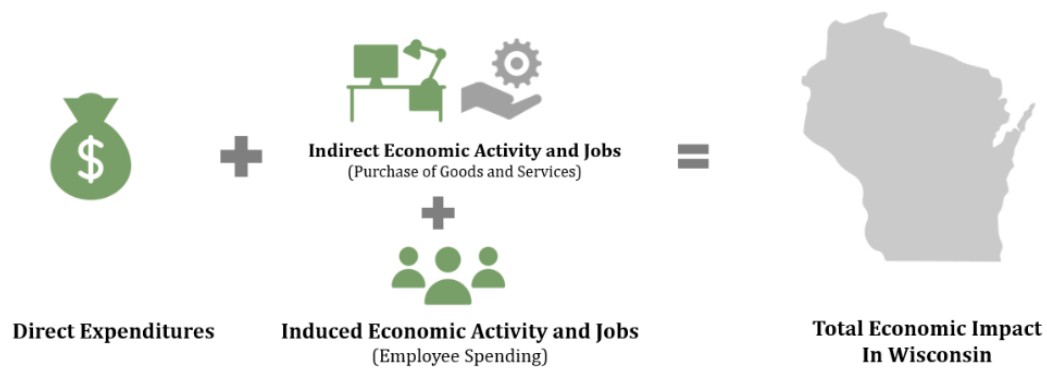 $
+
Indirect Economic Activity and Jobs
(Purchase of Goods and Services)
+
=
Direct Expenditures
Induced Economic Activity and Jobs
(Employee Spending)
Total Economic Impact
In Wisconsin